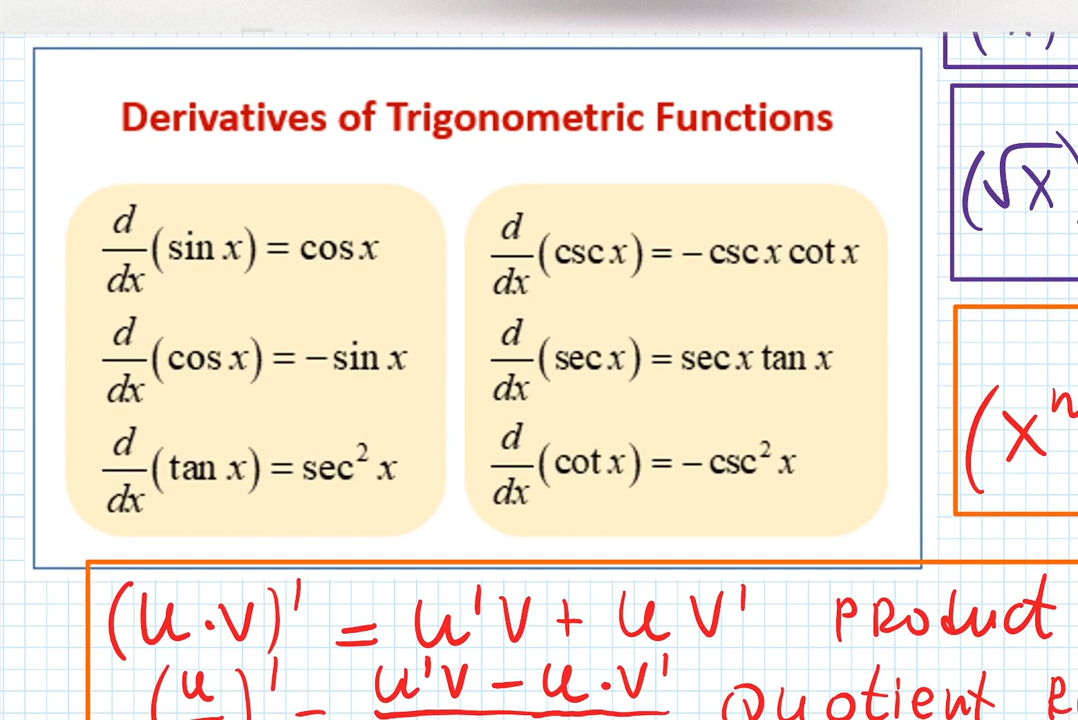 Derivatives of Trigonometric Functions
d/dx (sin x) = cos x
d/dx (cos x) = − sin x
d/dx (tan x) = sec² x
d/dx (csc x) = − csc x cot x
d/dx (sec x) = sec x tan x
d/dx (cot x) = − csc² x
(√x)
(xⁿ
(u·v)' = u'v + u v' PRoduct
(u )' = u'v − u·v' Quotient